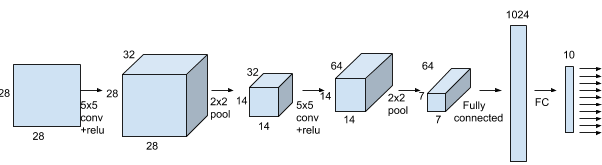 28
28
5x5
conv
+relu
32
28
28
2x2
pool
32
14
14
5x5
conv
+relu
64
14
14
2x2
pool
64
7
7
Fully
connected
1024
FC
10